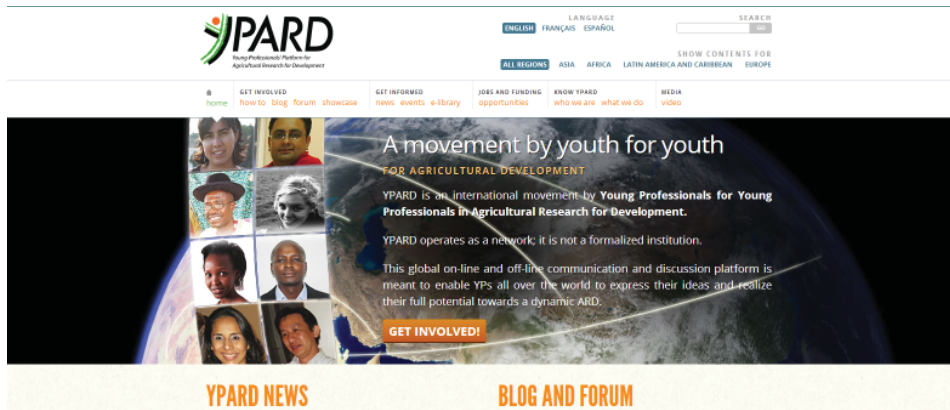 YPARD
Young Professionals' Platform for
Agricultural Research for Development
LANGUAGE
ENGLISH FRANÇAIS ESPAÑOL
SEARCH
GO
SHOW CONTENTS FOR
ALL REGIONS ASIA AFRICA LATIN AMERICA AND CARIBBEAN EUROPE
home
GET INVOLVED
how to blog forum showcase
GET INFORMED
news events e-library
JOBS AND FUNDING
opportunities
KNOW YPARD
who we are what we do
MEDIA
video
A movement by youth for youth
FOR AGRICULTURAL DEVELOPMENT
YPARD is an international movement by Young Professionals for Young
Professionals in Agricultural Research for Development.
YPARD operates as a network; it is not a formalized institution.
This global on-line and off-line communication and discussion platform is
meant to enable YPs all over the world to express their ideas and realize
their full potential towards a dynamic ARD.
GET INVOLVED!
YPARD NEWS
BLOG AND FORUM